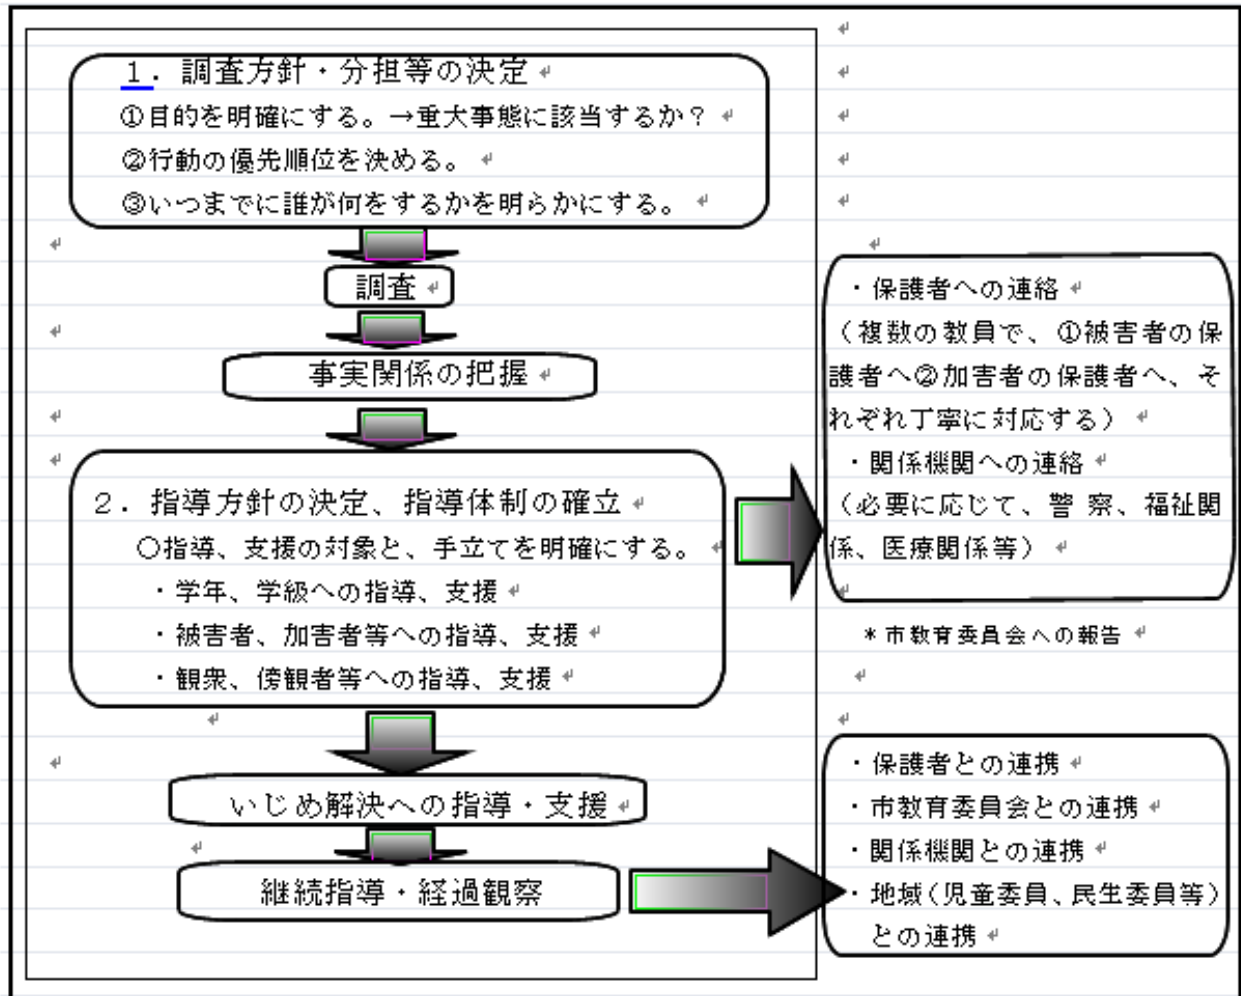 １．調査方針・分担等の決定
①目的を明確にする。→重大事態に該当するか？
②行動の優先順位を決める。
③いつまでに誰が何をするかを明らかにする。
調査
事実関係の把握
２．指導方針の決定、指導体制の確立
○指導、支援の対象と、手立てを明確にする。
・学年、学級への指導、支援
・被害者、加害者等への指導、支援
・観衆、傍観者等への指導、支援
・保護者への連絡
（複数の教員で、①被害者の保
護者へ②加害者の保護者へ、そ
れぞれ丁寧に対応する）
・関係機関への連絡
（必要に応じて、警 察、福祉関
係、医療関係等）
＊市教育委員会への報告
いじめ解決への指導・支援
継続指導・経過観察
・保護者との連携
・市教育委員会との連携
・関係機関との連携
・地域（児童委員、民生委員等）
との連携